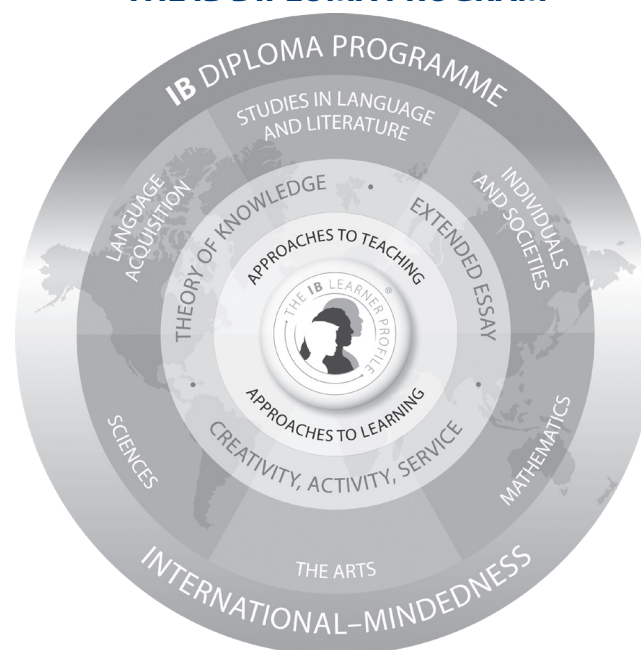 THE IB DIPLOMA PROGRAM
IB DIPLOMA PROGRAMME
STUDIES IN LANGUAGE
AND LITERATURE
LANGUAGE
ACQUISITION
INDIVIDUALS
AND SOCIETIES
THEORY OF KNOWLEDGE
•
EXTENDED ESSAY
•
APPROACHES TO TEACHING
THE IB LEARNER PROFILE
®
APPROACHES TO LEARNING
•
CREATIVITY, ACTIVITY, SERVICE
SCIENCES
MATHEMATICS
THE ARTS
INTERNATIONAL–MINDEDNESS